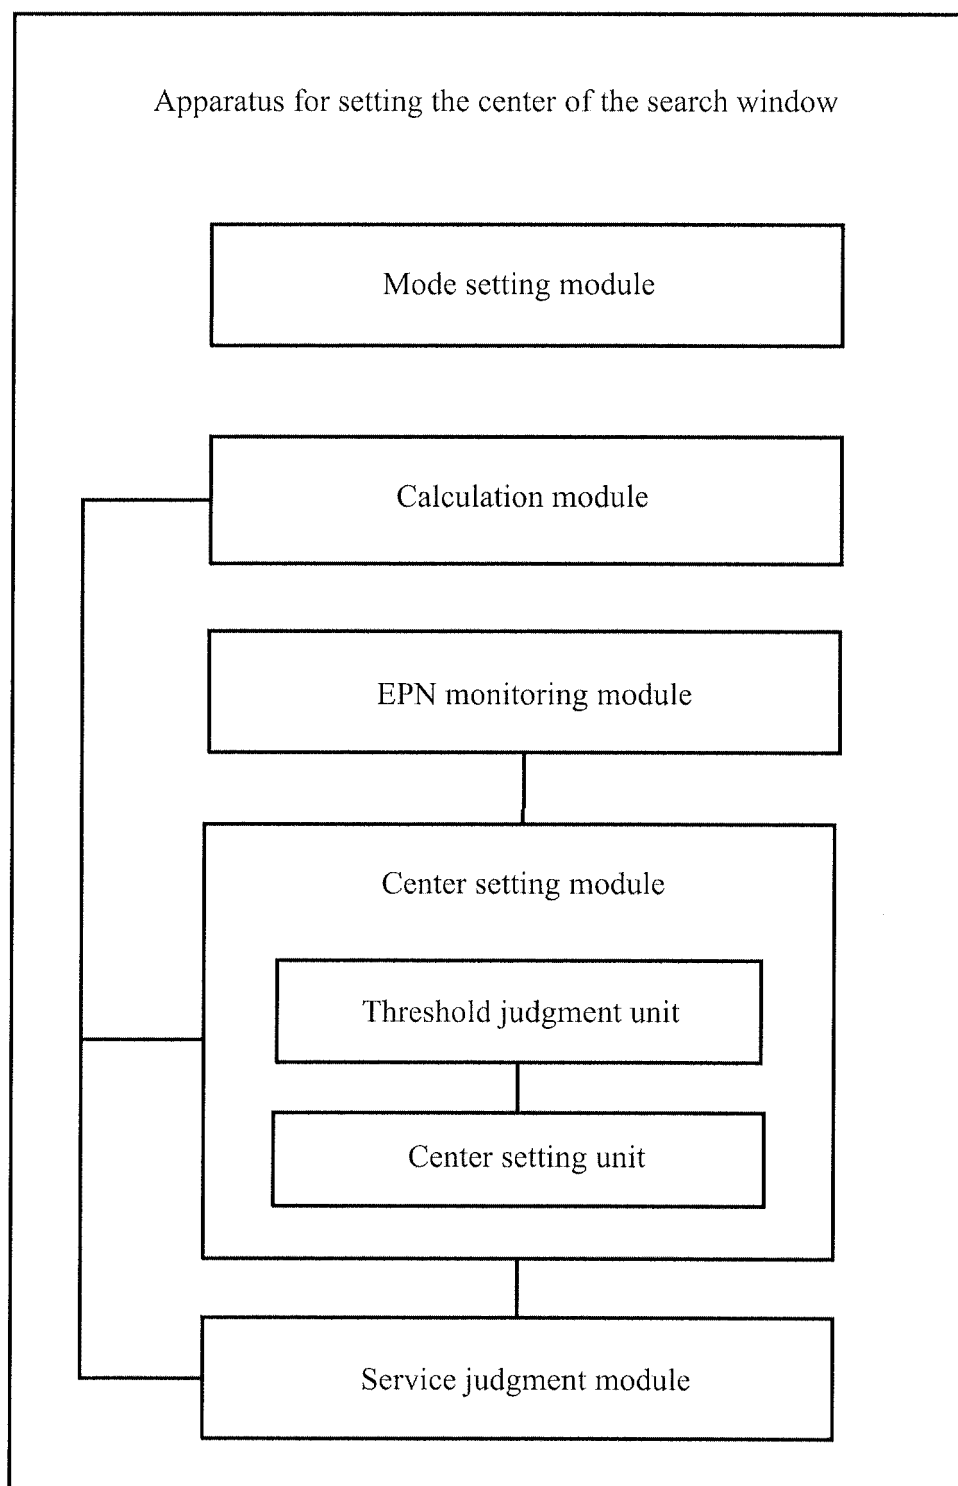 Apparatus for setting the center of the search window
Mode setting module
Calculation module
EPN monitoring module
Center setting module
Threshold judgment unit
Center setting unit
Service judgment module